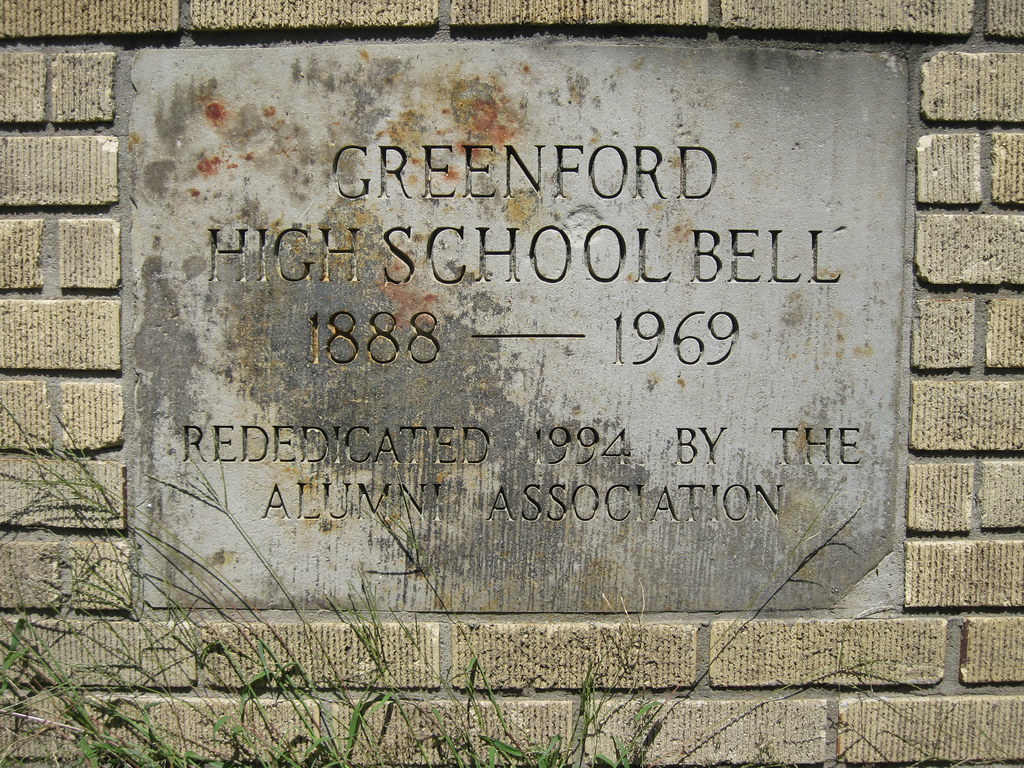 GREENFORD
HIGH SCHOOL BELL
1888 — 1969
REDEDICATED 1994 BY THE
ALUMNI ASSOCIATION